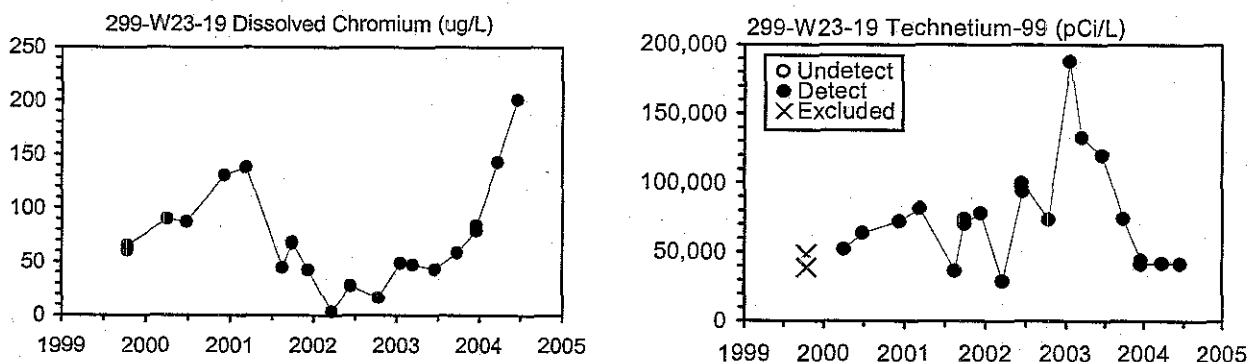 299-W23-19 Dissolved Chromium (ug/L)
250
200
150
100
50
0
1999 2000 2001 2002 2003 2004 2005
299-W23-19 Technetium-99 (pCi/L)
200,000
150,000
100,000
50,000
0
Undetect
Detect
Excluded
1999 2000 2001 2002 2003 2004 2005